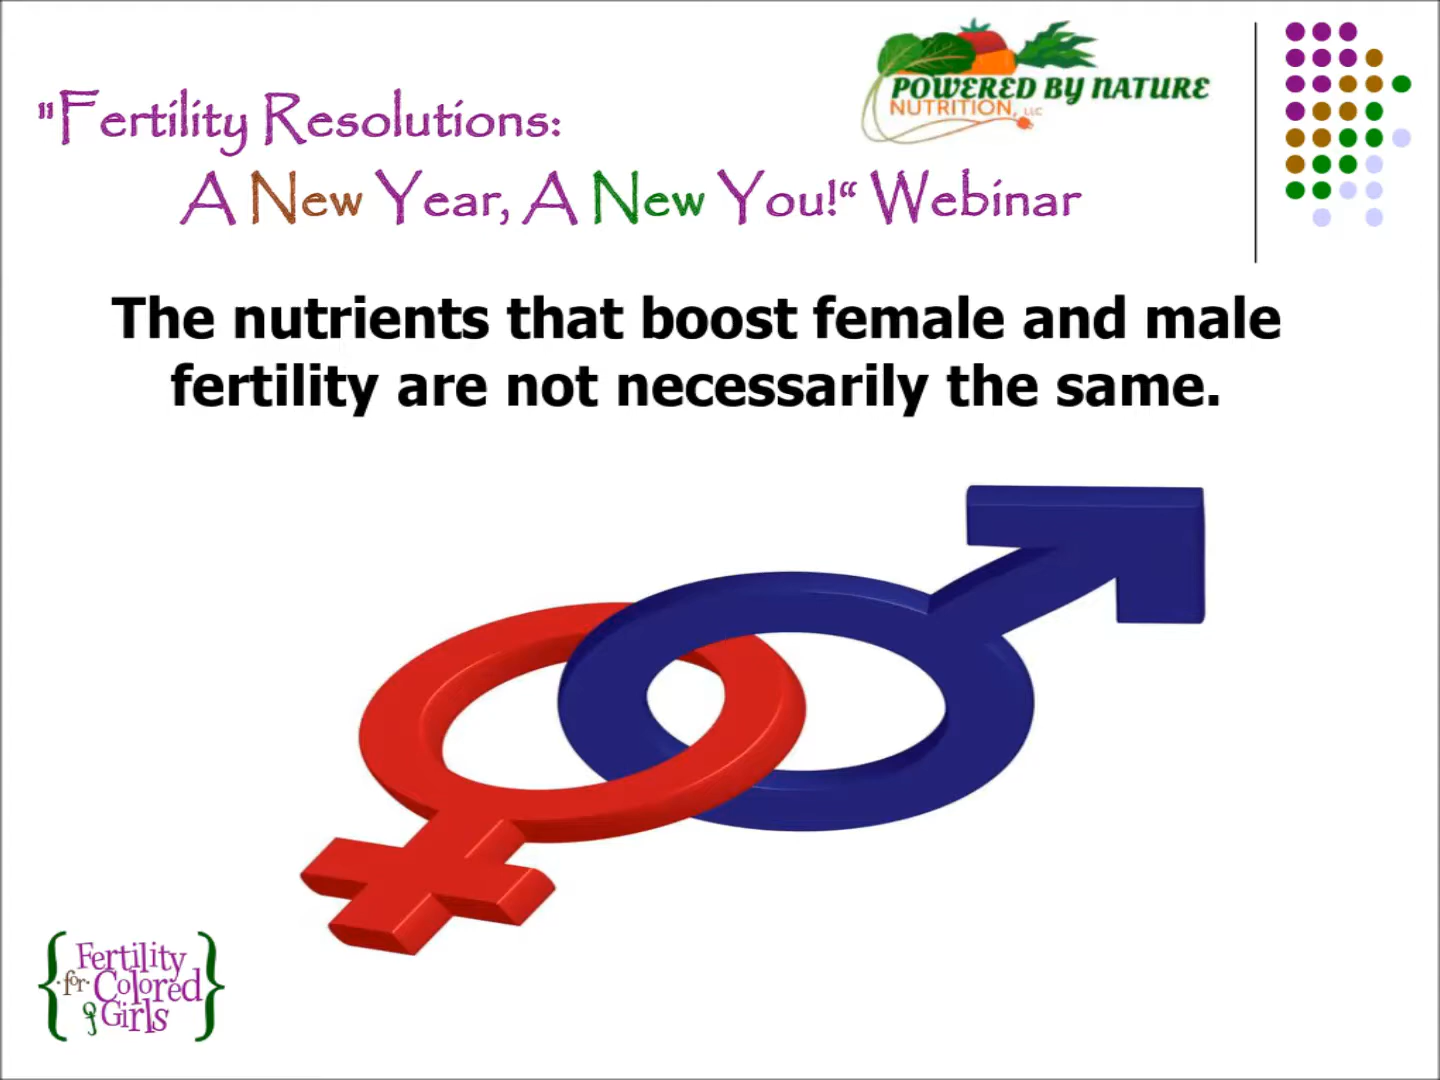 "Fertility Resolutions:
A New Year, A New You!“ Webinar
POWERED BY NATURE
NUTRITION, LLC
The nutrients that boost female and male
fertility are not necessarily the same.
Fertility
·for·Colored
Girls